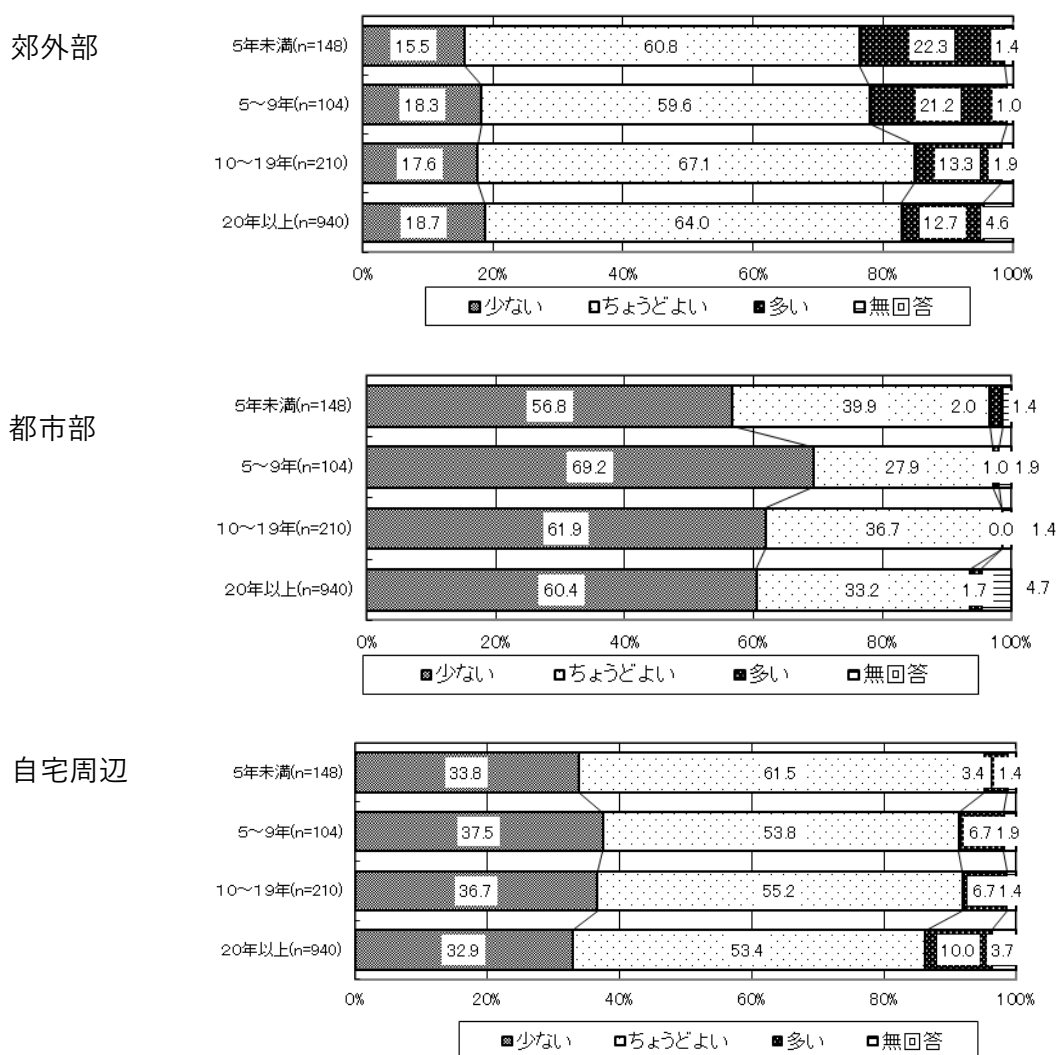 郊外部
5年未満(n=148) 15.5 60.8 22.3 1.4
5～9年(n=104) 18.3 59.6 21.2 1.0
10～19年(n=210) 17.6 67.1 13.3 1.9
20年以上(n=940) 18.7 64.0 12.7 4.6
0% 20% 40% 60% 80% 100%
少ない ちょうどよい 多い 無回答
都市部
5年未満(n=148) 56.8 39.9 2.0 1.4
5～9年(n=104) 69.2 27.9 1.0 1.9
10～19年(n=210) 61.9 36.7 0.0 1.4
20年以上(n=940) 60.4 33.2 1.7 4.7
0% 20% 40% 60% 80% 100%
少ない ちょうどよい 多い 無回答
自宅周辺
5年未満(n=148) 33.8 61.5 3.4 1.4
5～9年(n=104) 37.5 53.8 6.7 1.9
10～19年(n=210) 36.7 55.2 6.7 1.4
20年以上(n=940) 32.9 53.4 10.0 3.7
0% 20% 40% 60% 80% 100%
少ない ちょうどよい 多い 無回答